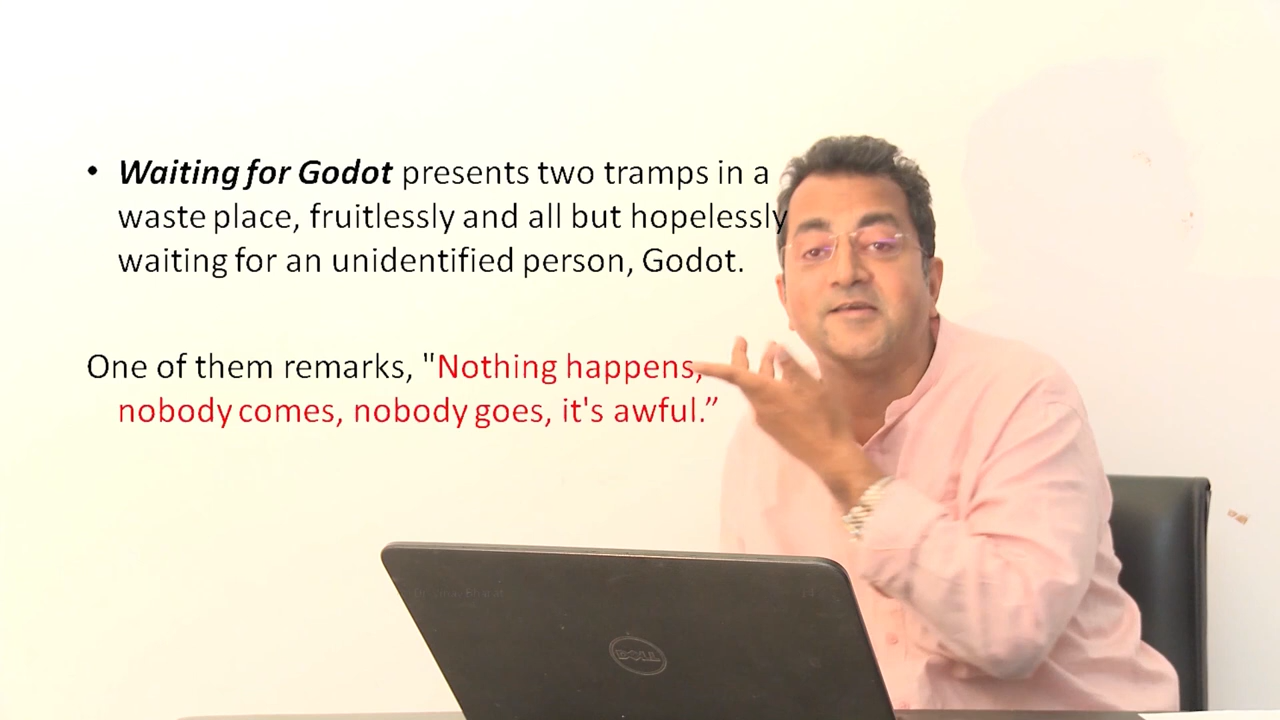 • Waiting for Godot presents two tramps in a
waste place, fruitlessly and all but hopelessly
waiting for an unidentified person, Godot.
One of them remarks, "Nothing happens,
nobody comes, nobody goes, it's awful.”
DELL